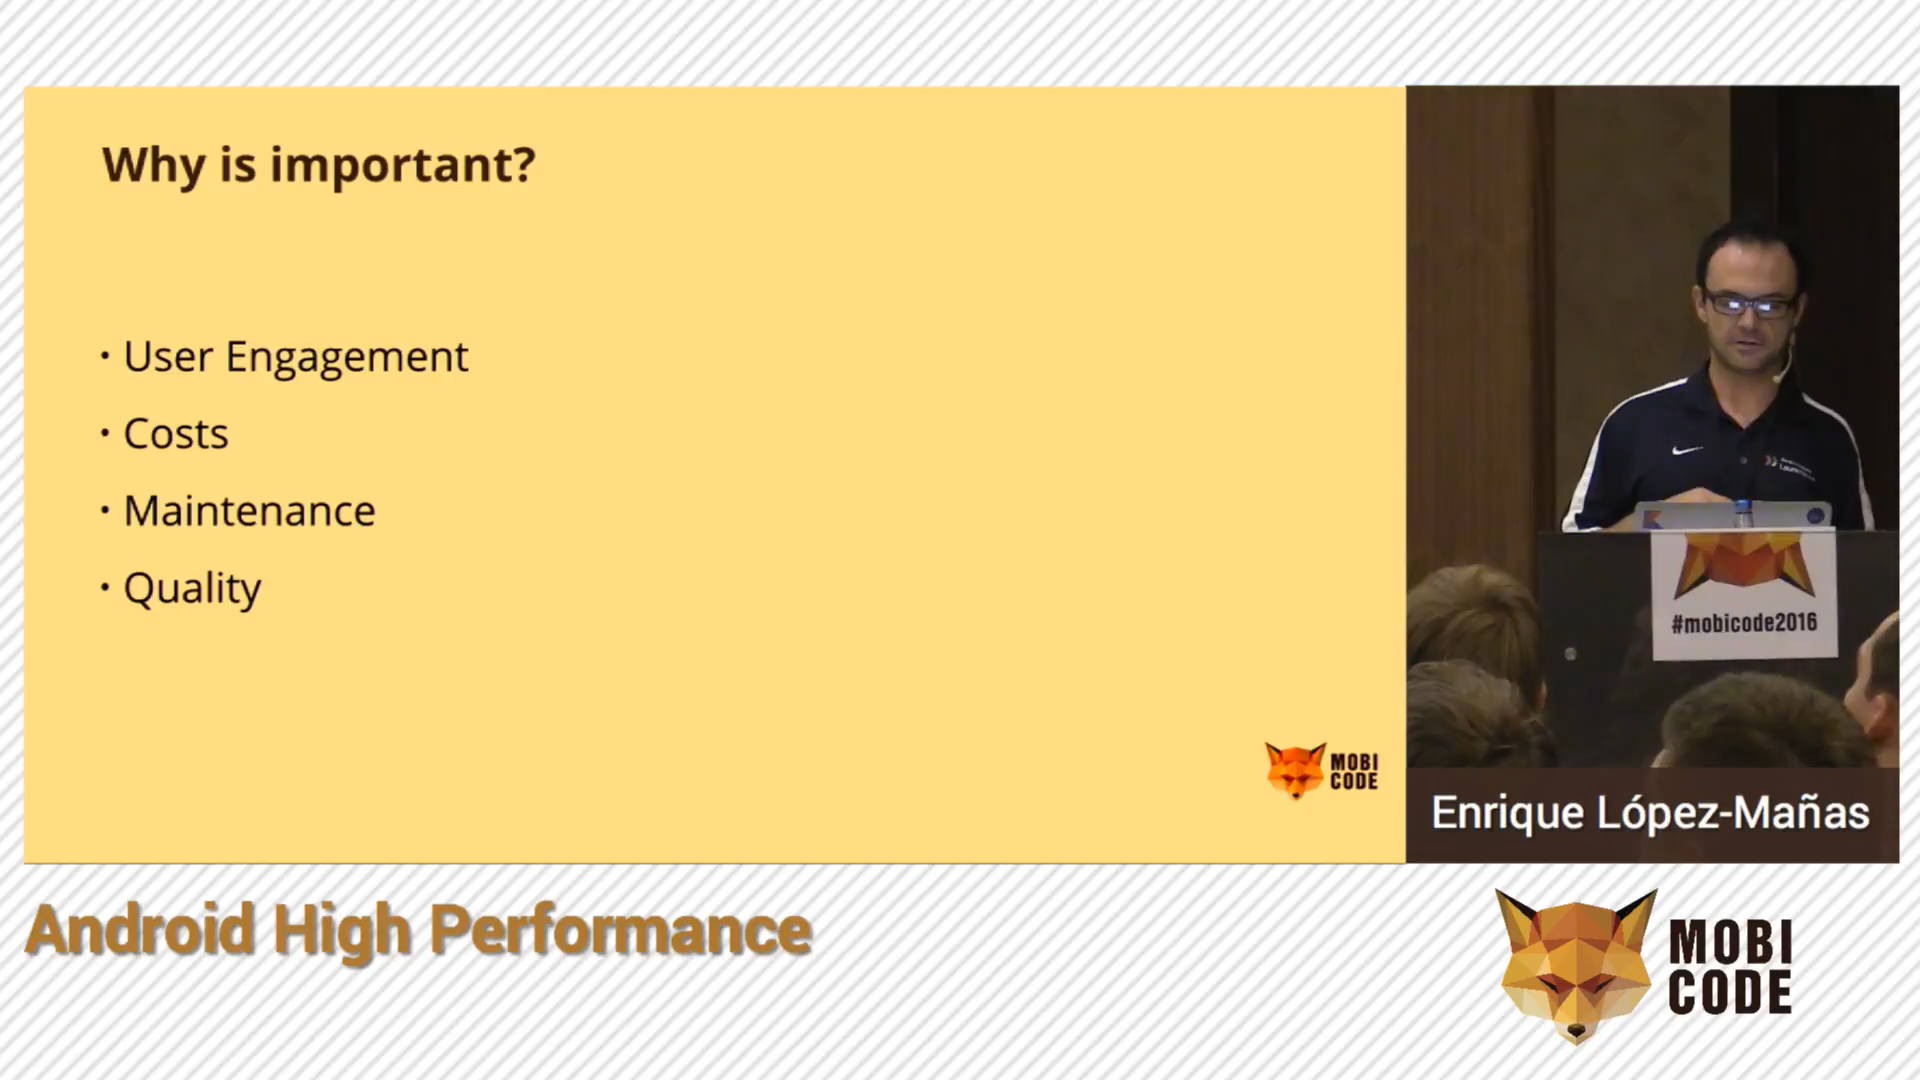 Why is important?
• User Engagement
• Costs
• Maintenance
• Quality
MOBI
CODE
#mobicode2016
Enrique López-Mañas
Android High Performance
MOBI
CODE